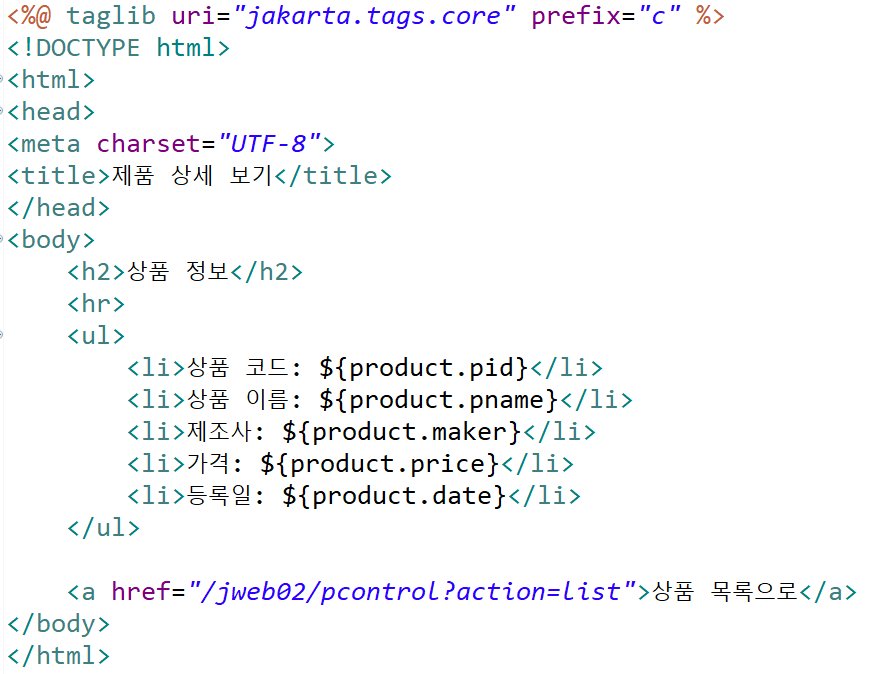 <%@ taglib uri="jakarta.tags.core" prefix="c" %>
<!DOCTYPE html>
<html>
<head>
<meta charset="UTF-8">
<title>제품 상세 보기</title>
</head>
<body>
    <h2>상품 정보</h2>
    <hr>
    <ul>
        <li>상품 코드: ${product.pid}</li>
        <li>상품 이름: ${product.pname}</li>
        <li>제조사: ${product.maker}</li>
        <li>가격: ${product.price}</li>
        <li>등록일: ${product.date}</li>
    </ul>

    <a href="/jweb02/pcontrol?action=list">상품 목록으로</a>
</body>
</html>